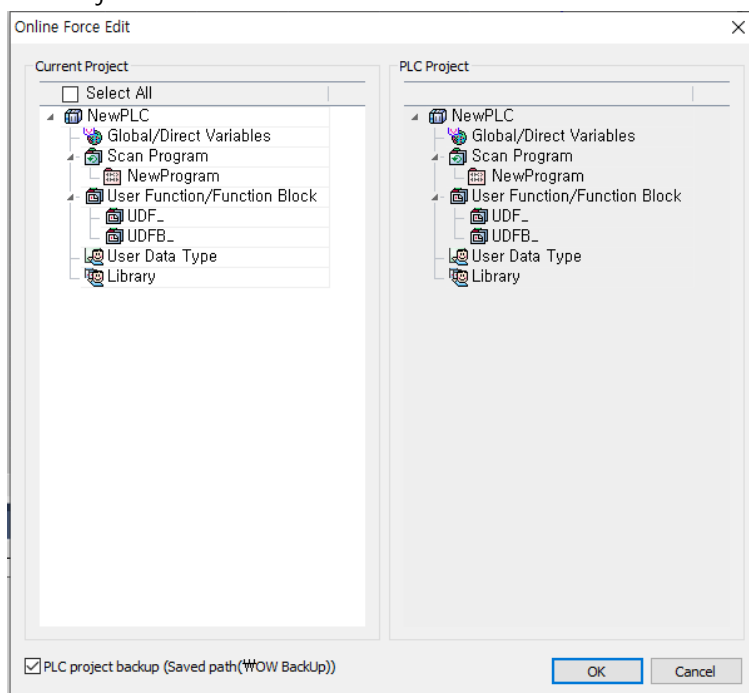 Online Force Edit
Current Project
Select All
NewPLC
Global/Direct Variables
Scan Program
NewProgram
User Function/Function Block
UDF_
UDFB_
User Data Type
Library
PLC Project
NewPLC
Global/Direct Variables
Scan Program
NewProgram
User Function/Function Block
UDF_
UDFB_
User Data Type
Library
PLC project backup (Saved path(₩OW BackUp))
OK
Cancel